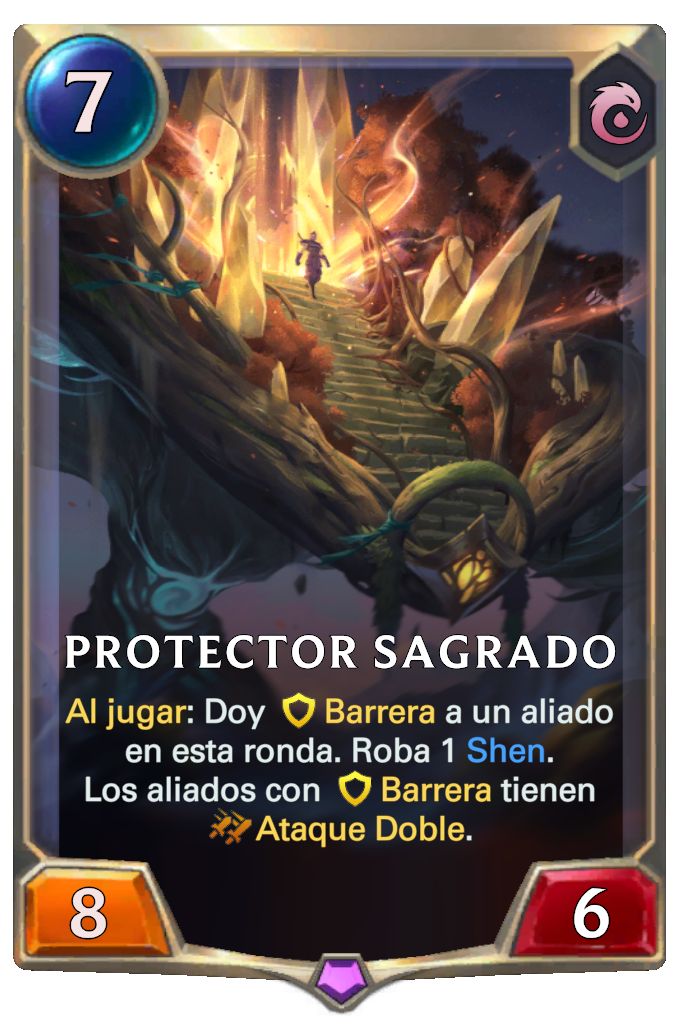 7
PROTECTOR SAGRADO
Al jugar: Doy Barrera a un aliado
en esta ronda. Roba 1 Shen.
Los aliados con Barrera tienen
Ataque Doble.
8
6